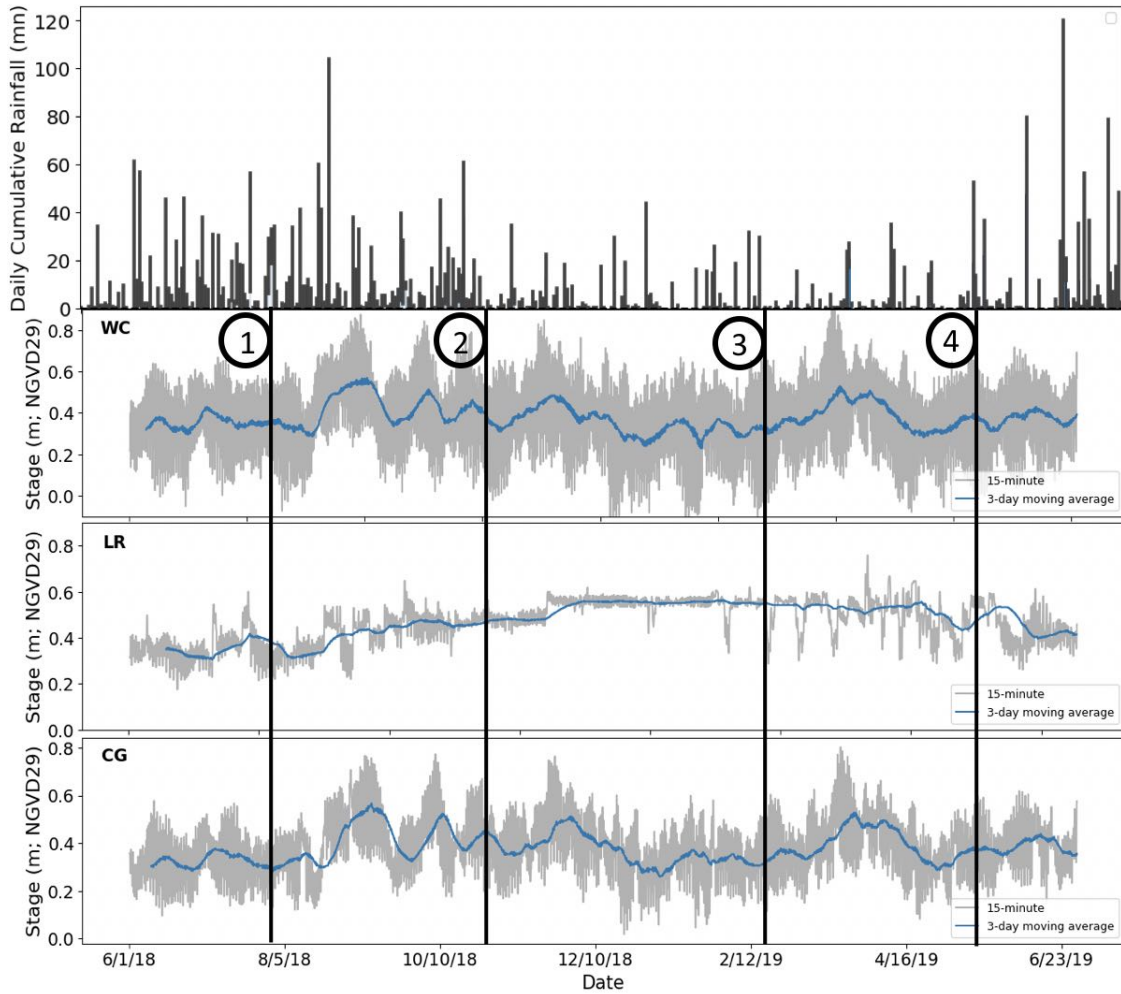 Daily Cumulative Rainfall (mn)
120
100
80
60
40
20
0
Stage (m; NGVD29)
0.8
0.6
0.4
0.2
0.0
WC
1
2
3
4
15-minute
3-day moving average
Stage (m; NGVD29)
0.8
0.6
0.4
0.2
0.0
LR
15-minute
3-day moving average
Stage (m; NGVD29)
0.8
0.6
0.4
0.2
0.0
CG
15-minute
3-day moving average
6/1/18 8/5/18 10/10/18 12/10/18 2/12/19 4/16/19 6/23/19
Date